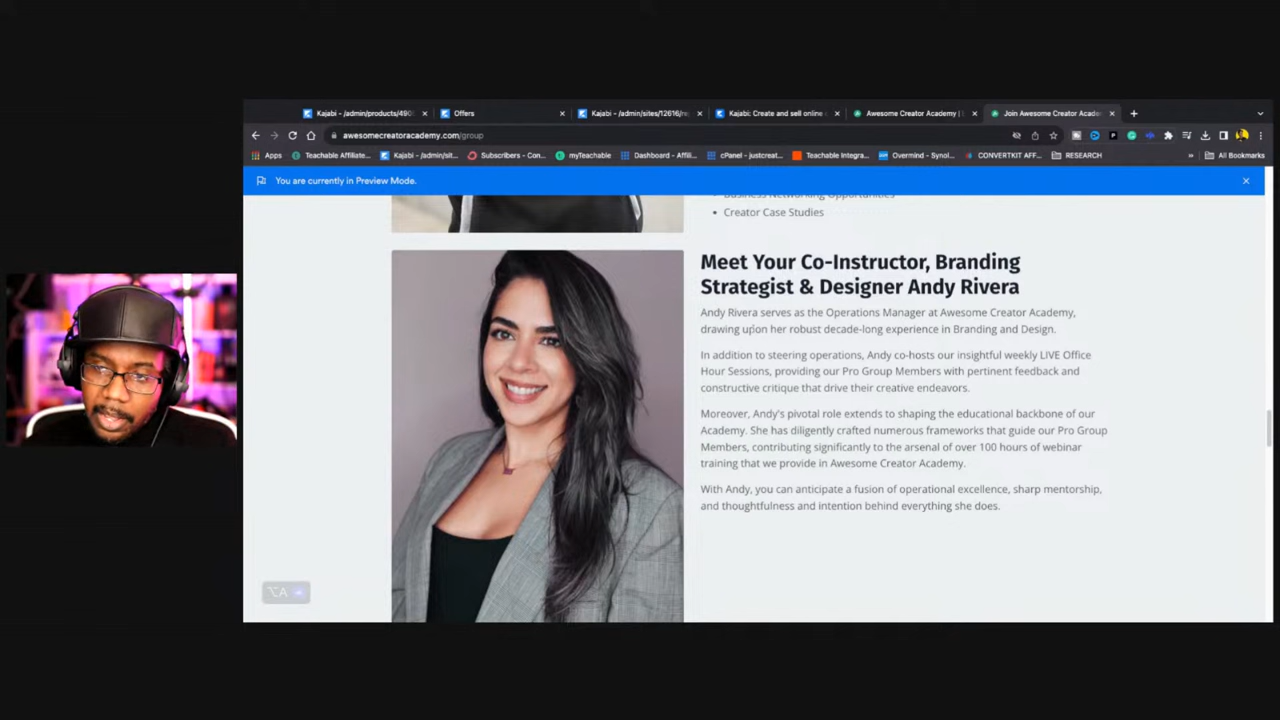 Kajabi - /admin/products/490
Offers
Kajabi - /admin/sites/12616/
Kajabi: Create and sell online
Awesome Creator Academy |
Join Awesome Creator Acade
awesomecreatoracademy.com/group
Apps
Teachable Affiliate...
Kajabi - /admin/sit...
Subscribers - Con...
myTeachable
Dashboard - Affili...
cPanel - justcreat...
Teachable Integra...
Overmind - Synol...
CONVERTKIT AFF...
RESEARCH
»
All Bookmarks
You are currently in Preview Mode.
Business Networking Opportunities
• Creator Case Studies
Meet Your Co-Instructor, Branding
Strategist & Designer Andy Rivera
Andy Rivera serves as the Operations Manager at Awesome Creator Academy,
drawing upon her robust decade-long experience in Branding and Design.
In addition to steering operations, Andy co-hosts our insightful weekly LIVE Office
Hour Sessions, providing our Pro Group Members with pertinent feedback and
constructive critique that drive their creative endeavors.
Moreover, Andy's pivotal role extends to shaping the educational backbone of our
Academy. She has diligently crafted numerous frameworks that guide our Pro Group
Members, contributing significantly to the arsenal of over 100 hours of webinar
training that we provide in Awesome Creator Academy.
With Andy, you can anticipate a fusion of operational excellence, sharp mentorship,
and thoughtfulness and intention behind everything she does.
⌥A